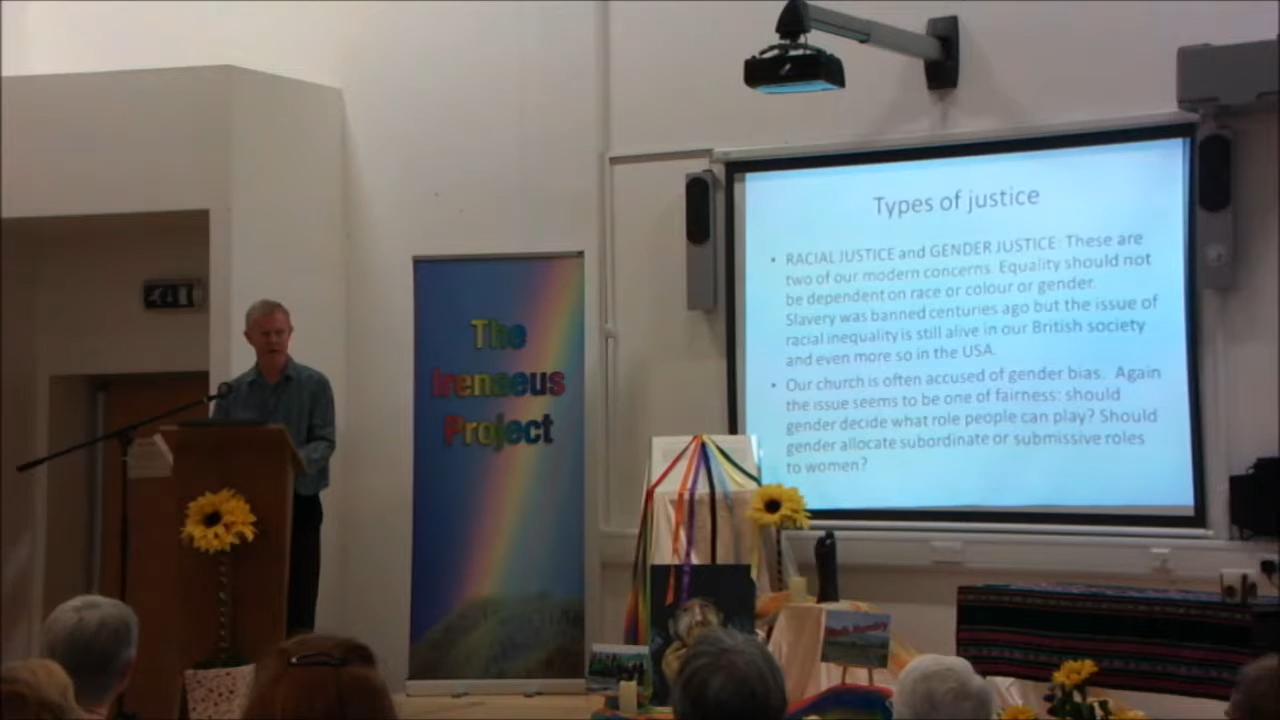 The
Irenaeus
Project
Types of justice
• RACIAL JUSTICE and GENDER JUSTICE: These are
two of our modern concerns. Equality should not
be dependent on race or colour or gender.
Slavery was banned centuries ago but the issue of
racial inequality is still alive in our British society
and even more so in the USA.
• Our church is often accused of gender bias. Again
the issue seems to be one of fairness: should
gender decide what role people can play? Should
gender allocate subordinate or submissive roles
to women?